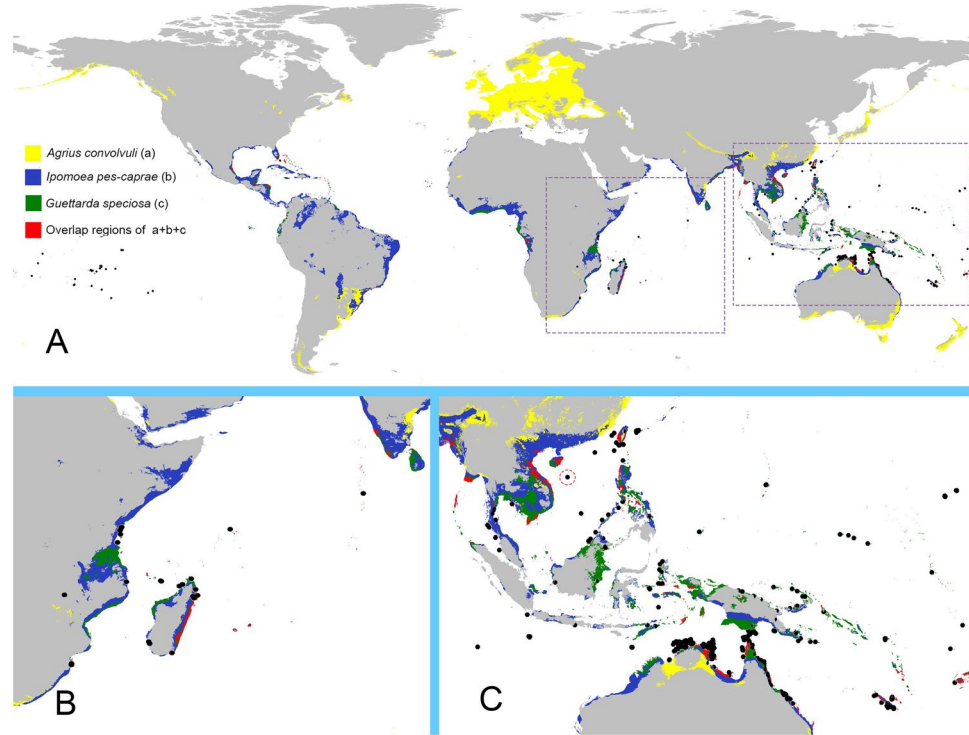 Agrius convolvuli (a)
Ipomoea pes-caprae (b)
Guettarda speciosa (c)
Overlap regions of a+b+c
A
B
C